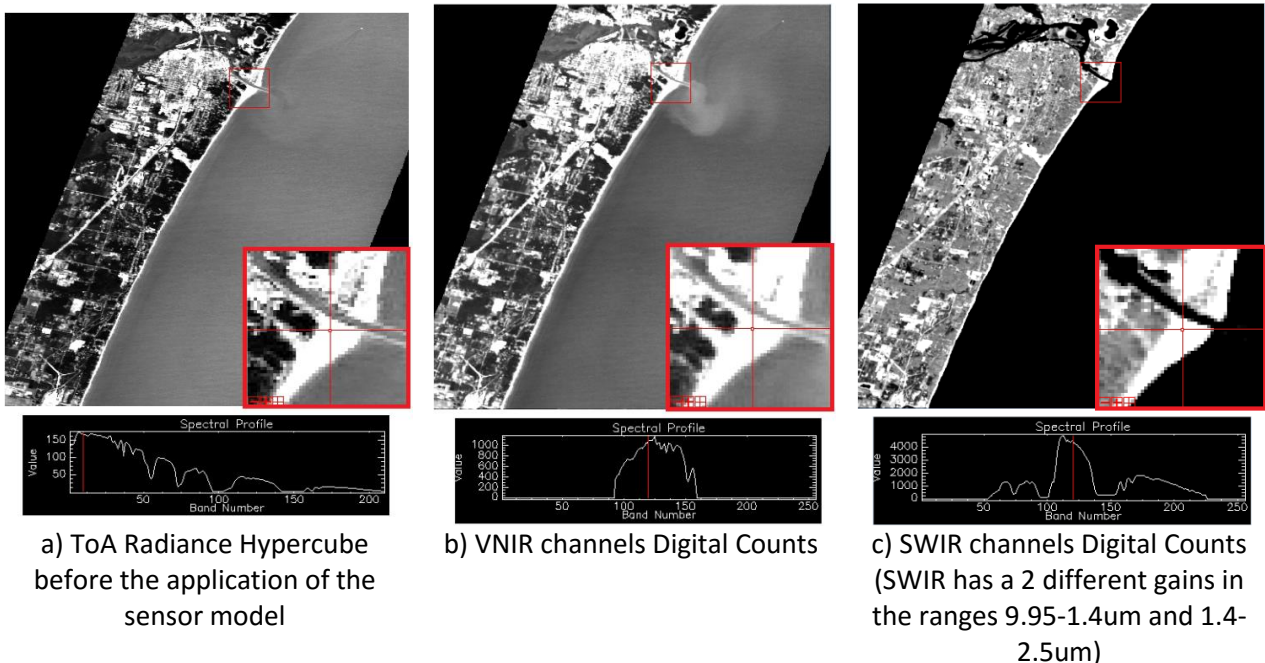 Spectral Profile
Value
150
100
50
50
100
150
200
Band Number
a) ToA Radiance Hypercube
before the application of the
sensor model
Spectral Profile
Value
1000
800
600
400
200
0
50
100
150
200
250
Band Number
b) VNIR channels Digital Counts
Spectral Profile
Value
4000
3000
2000
1000
0
50
100
150
200
250
Band Number
c) SWIR channels Digital Counts
(SWIR has a 2 different gains in
the ranges 9.95-1.4um and 1.4-
2.5um)